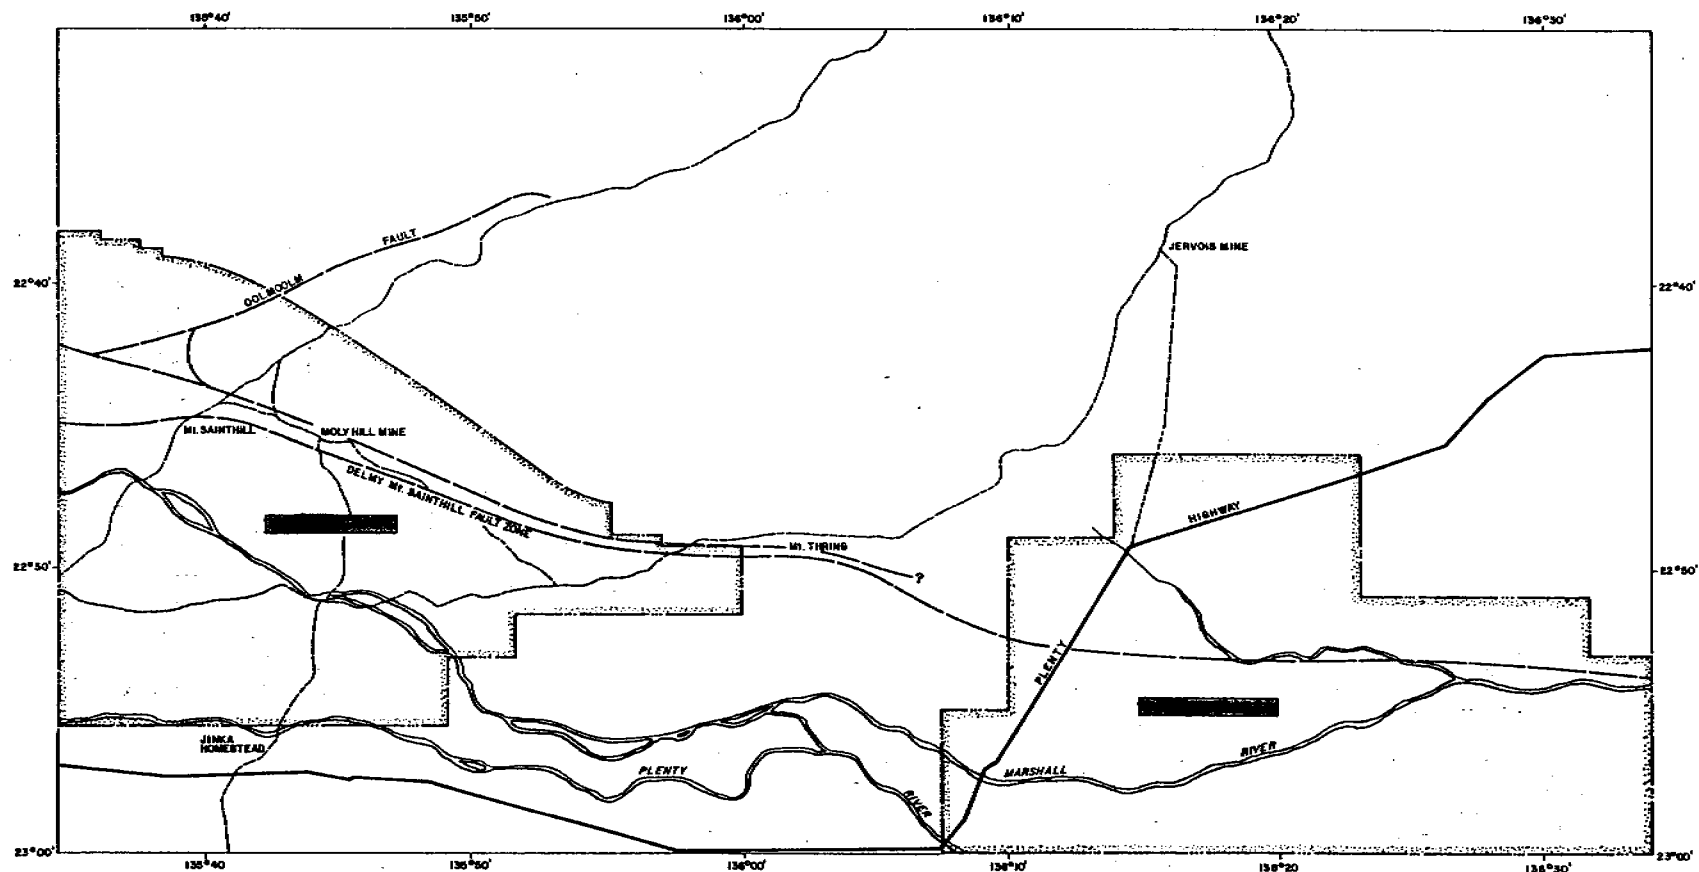 135°40'
135°50'
136°00'
136°10'
136°20'
136°30'
FAULT
JERVOIS MINE
22°40'
OOLMOOLM
22°40'
Mt. SAINTHILL
MOLY HILL MINE
DELMY Mt. SAINTHILL FAULT ZONE
HIGHWAY
Mt. THRING
?
22°50'
22°50'
PLENTY
JINKA
HOMESTEAD
RIVER
PLENTY
MARSHALL
RIVER
23°00'
23°00'
135°40'
135°50'
136°00'
136°10'
136°20'
136°30'